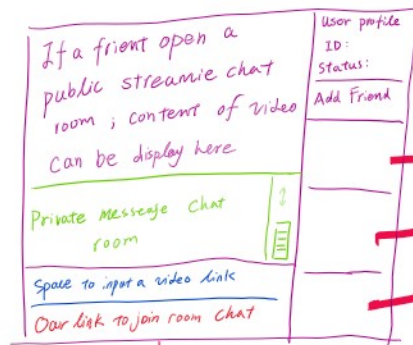 If a frient open a
public streamie chat
room ; content of video
can be display here
Private messeage chat
room
Space to input a video link
Our link to join room chat
User profile
ID:
Status:
Add Friend